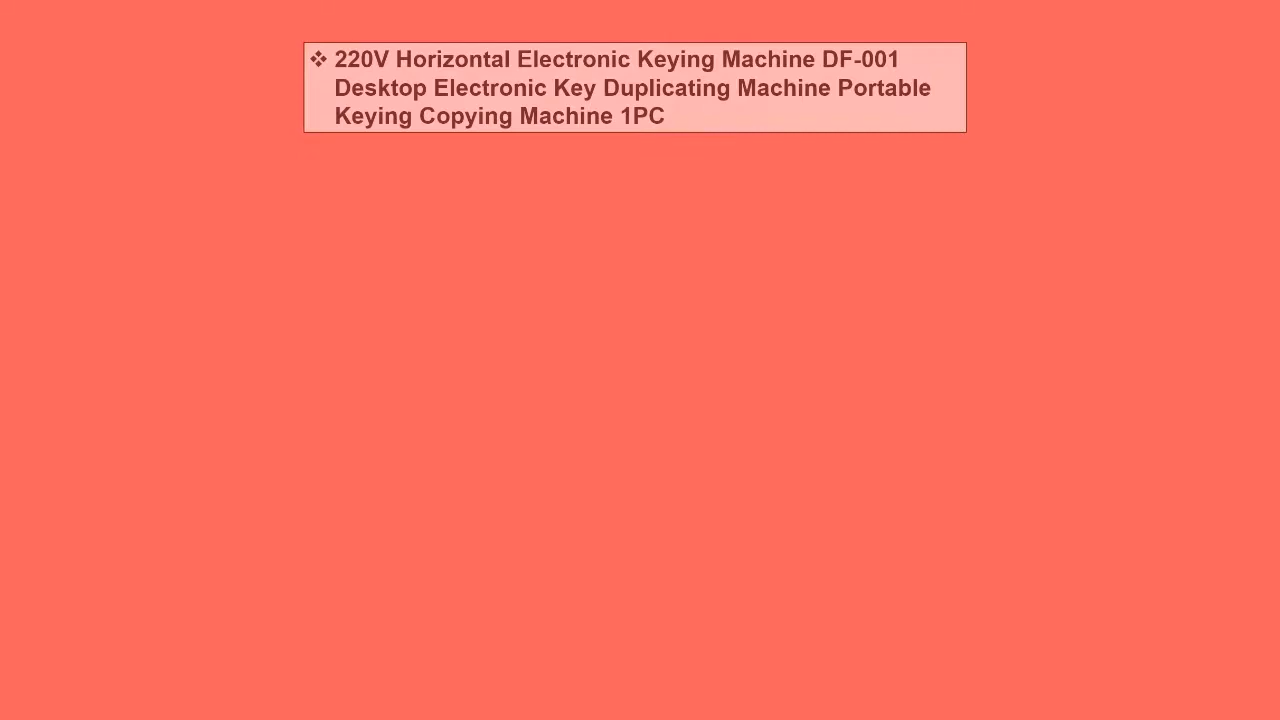 ❖ 220V Horizontal Electronic Keying Machine DF-001
Desktop Electronic Key Duplicating Machine Portable
Keying Copying Machine 1PC